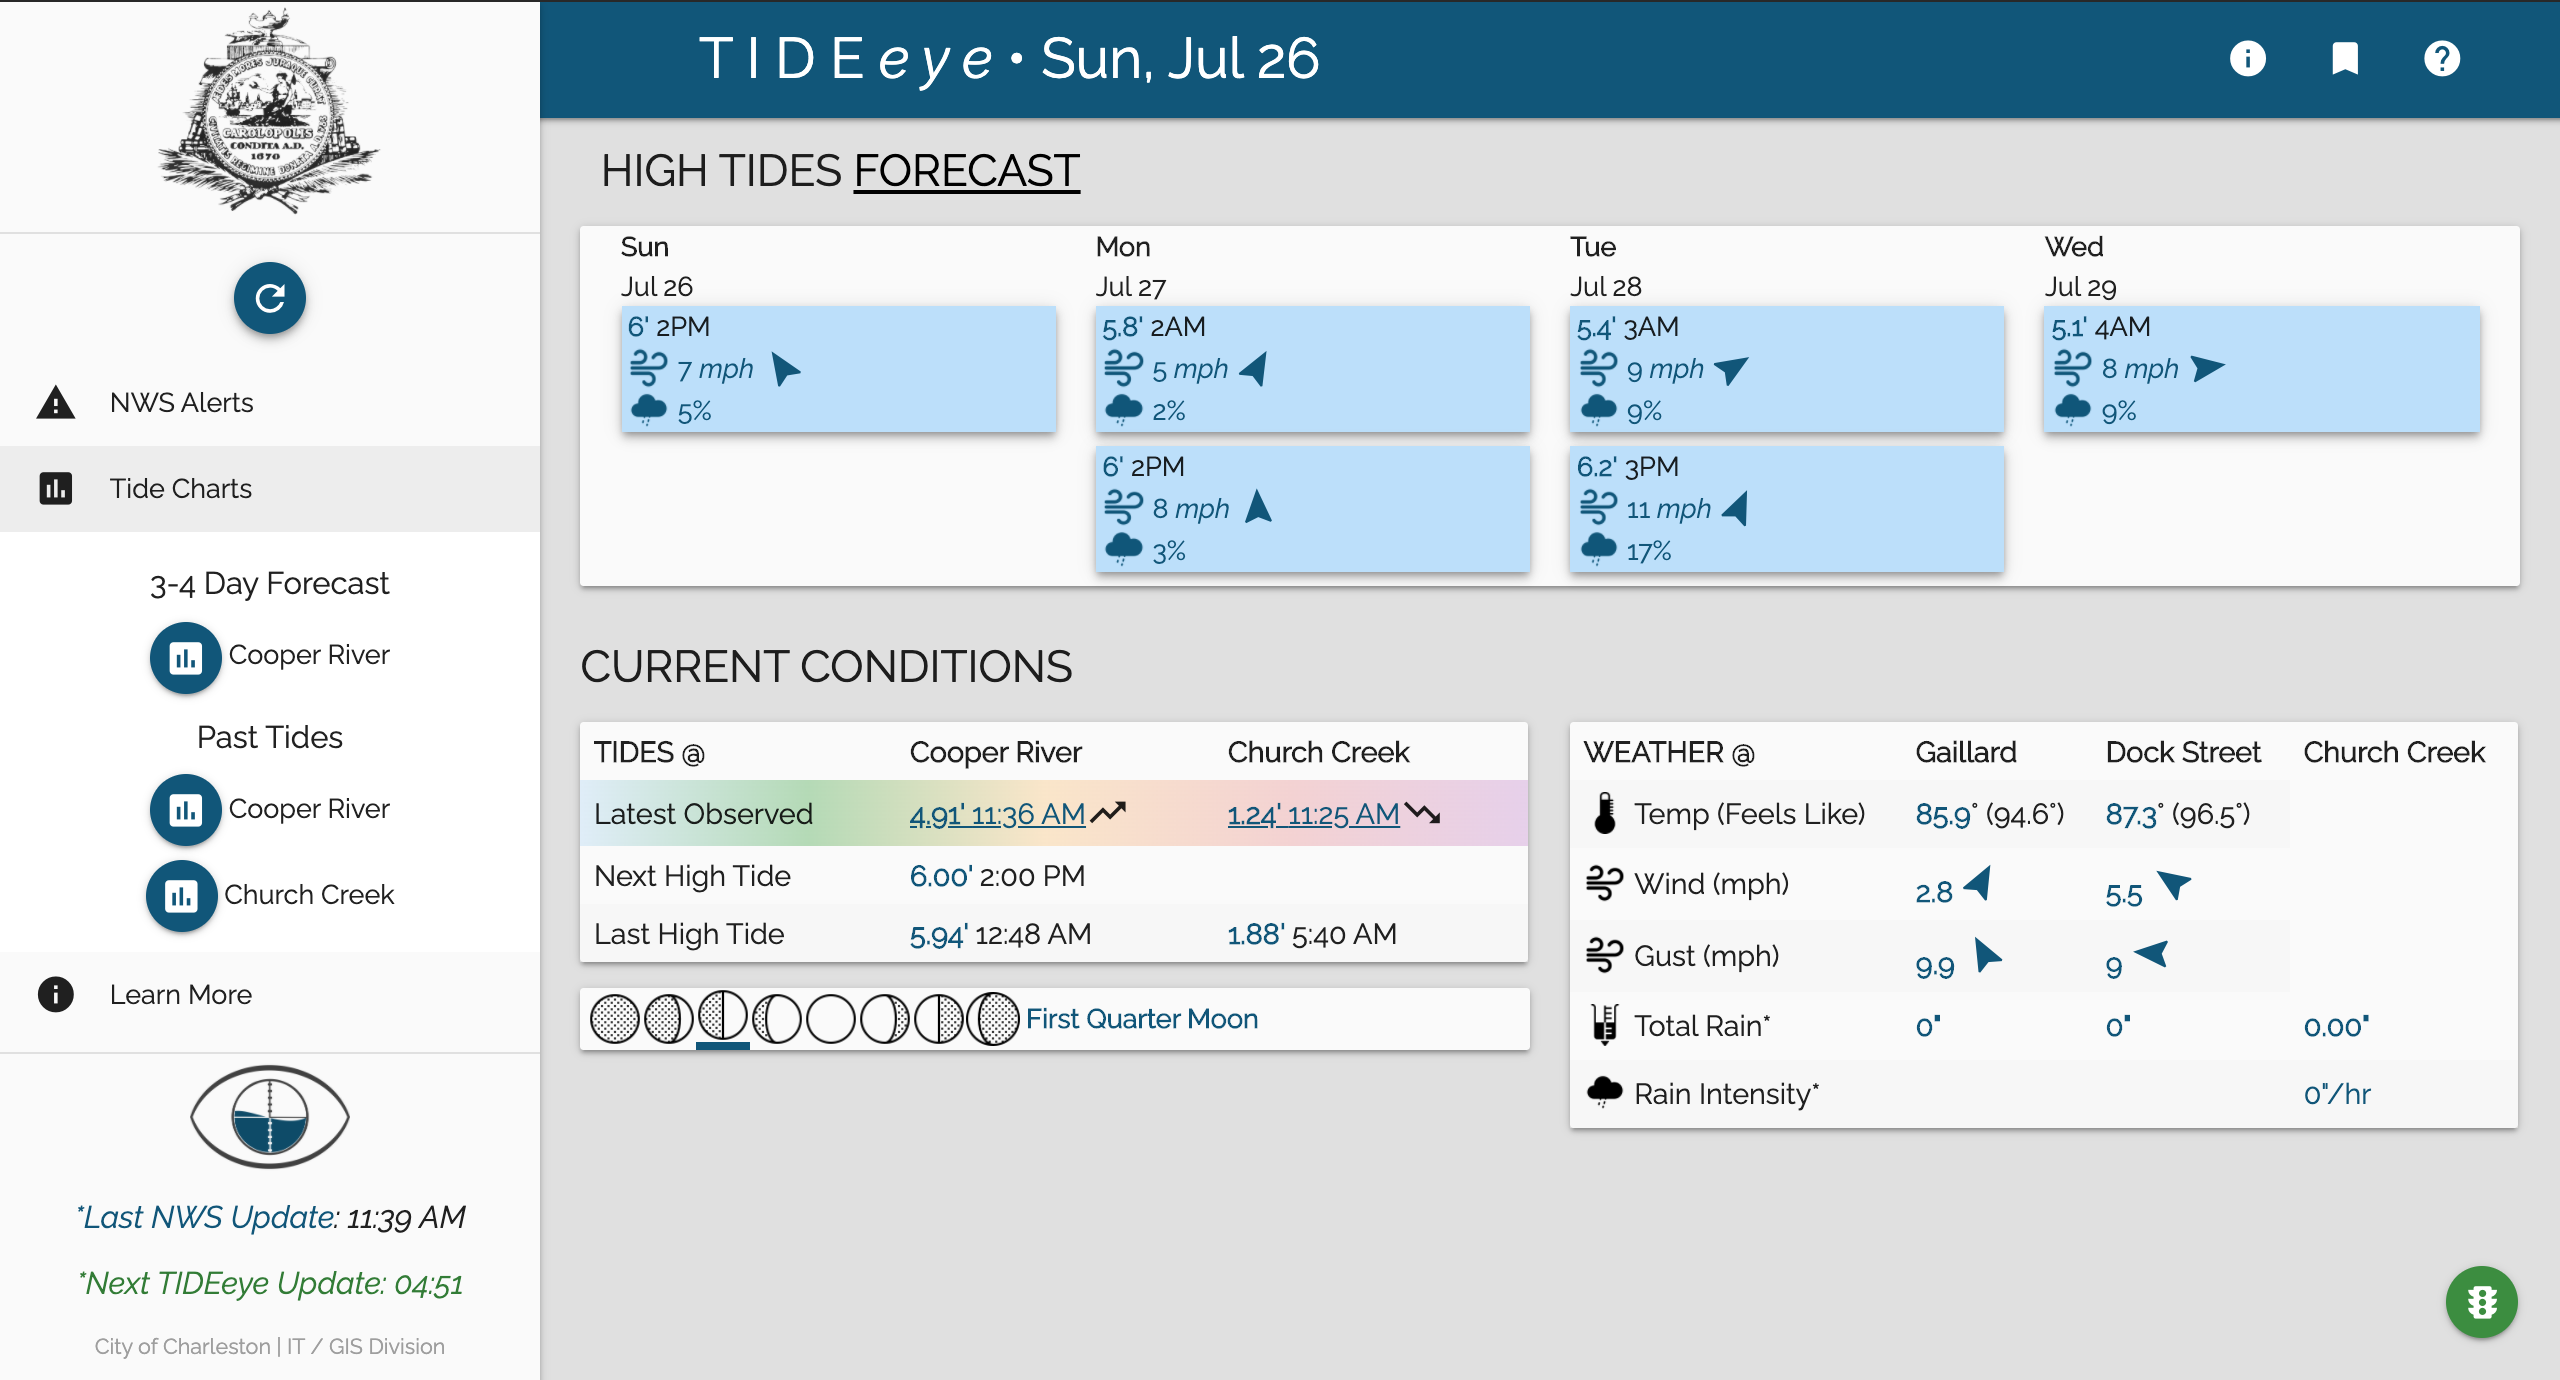 CAROLOPOLIS
CONDITA A.D.
1670
NWS Alerts
Tide Charts
3-4 Day Forecast
Cooper River
Past Tides
Cooper River
Church Creek
Learn More
*Last NWS Update: 11:39 AM
*Next TIDEeye Update: 04:51
City of Charleston | IT / GIS Division
TIDEeye • Sun, Jul 26
HIGH TIDES FORECAST
Sun
Jul 26
6' 2PM
7 mph
5%
Mon
Jul 27
5.8' 2AM
5 mph
2%
6' 2PM
8 mph
3%
Tue
Jul 28
5.4' 3AM
9 mph
9%
6.2' 3PM
11 mph
17%
Wed
Jul 29
5.1' 4AM
8 mph
9%
CURRENT CONDITIONS
TIDES @ Cooper River Church Creek
Latest Observed 4.91' 11:36 AM 1.24' 11:25 AM
Next High Tide 6.00' 2:00 PM
Last High Tide 5.94' 12:48 AM 1.88' 5:40 AM
First Quarter Moon
WEATHER @ Gaillard Dock Street Church Creek
Temp (Feels Like) 85.9° (94.6°) 87.3° (96.5°)
Wind (mph) 2.8 5.5
Gust (mph) 9.9 9
Total Rain* 0" 0" 0.00"
Rain Intensity* 0"/hr